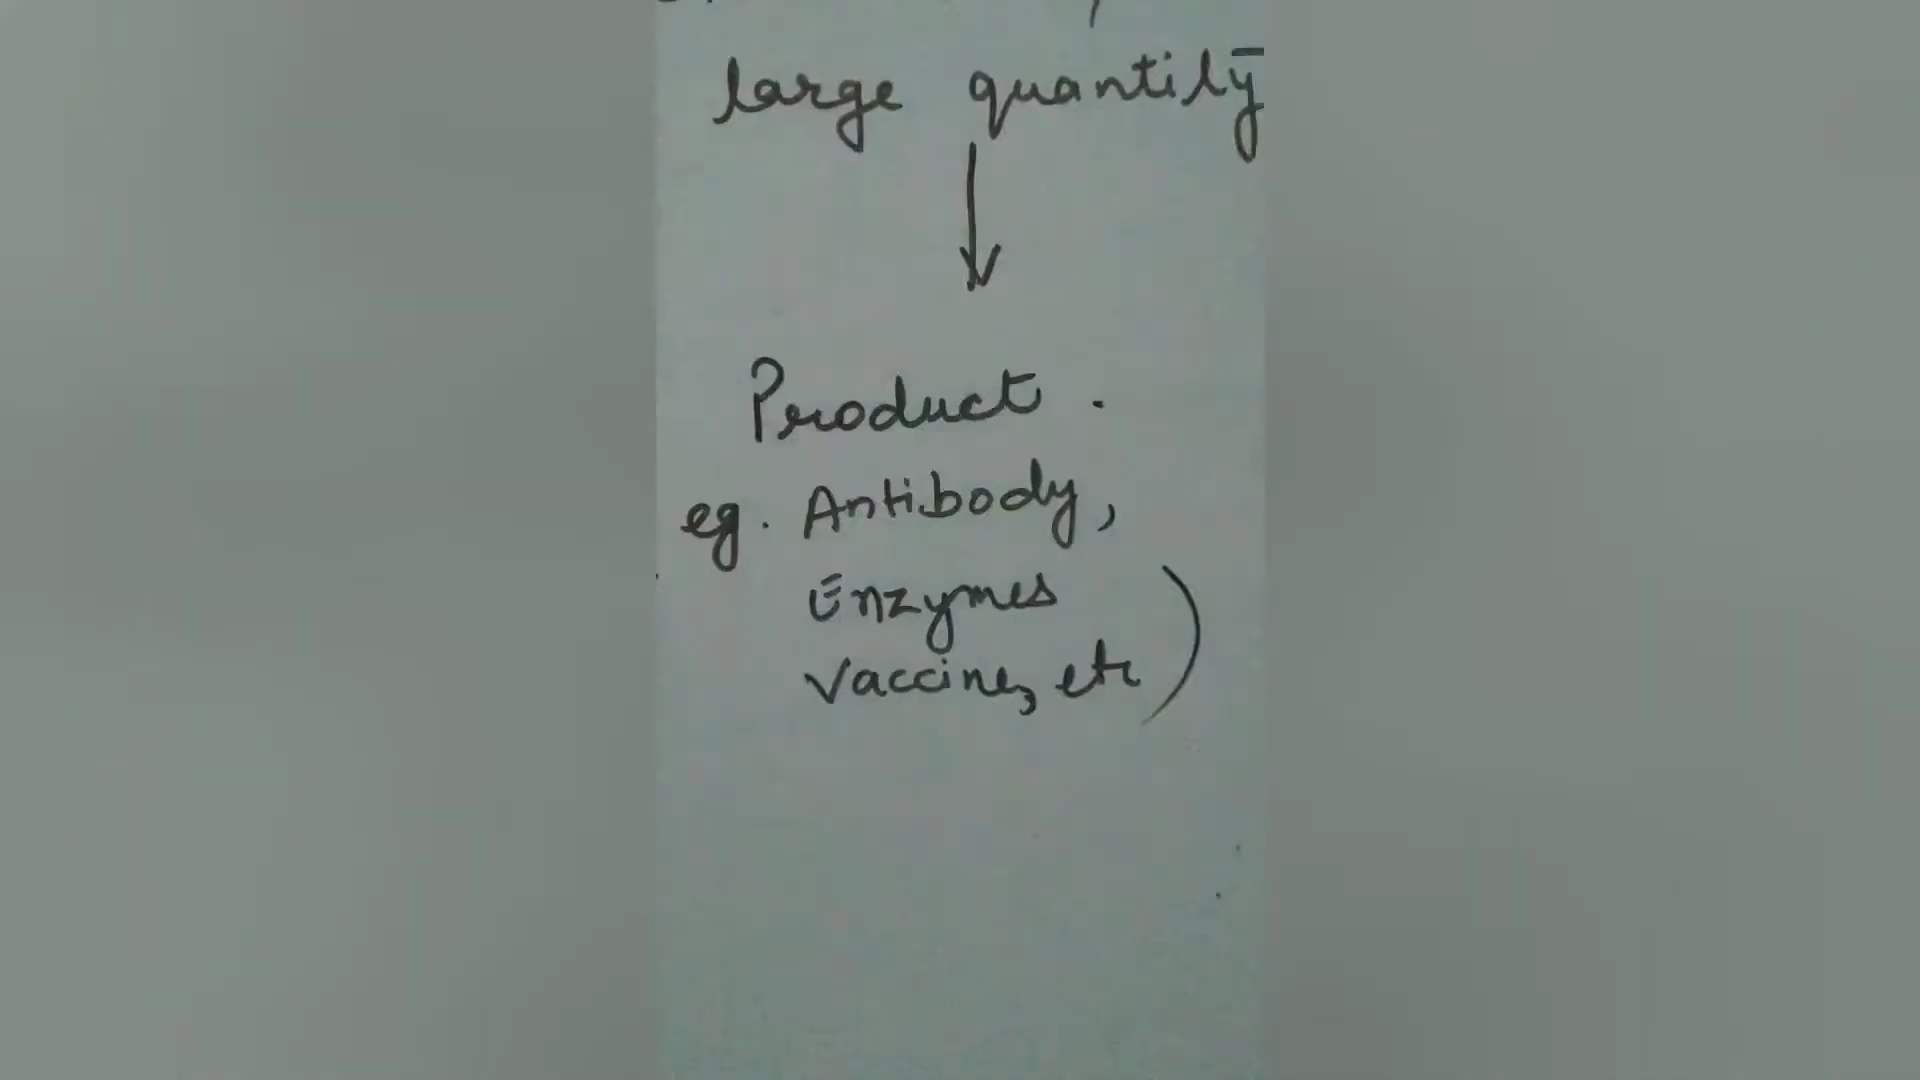 large quantity
↓
Product .
eg. Antibody,
Enzymes
Vaccines, etc)